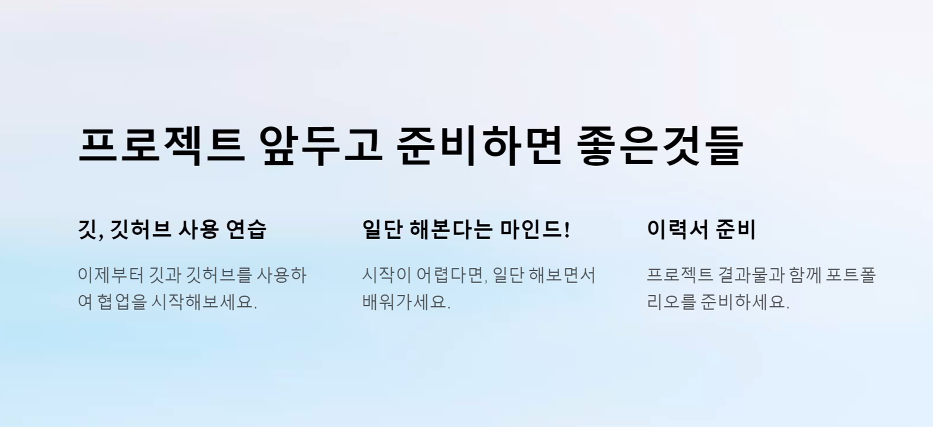 프로젝트 앞두고 준비하면 좋은것들
깃, 깃허브 사용 연습
이제부터 깃과 깃허브를 사용하
여 협업을 시작해보세요.
일단 해본다는 마인드!
시작이 어렵다면, 일단 해보면서
배워가세요.
이력서 준비
프로젝트 결과물과 함께 포트폴
리오를 준비하세요.